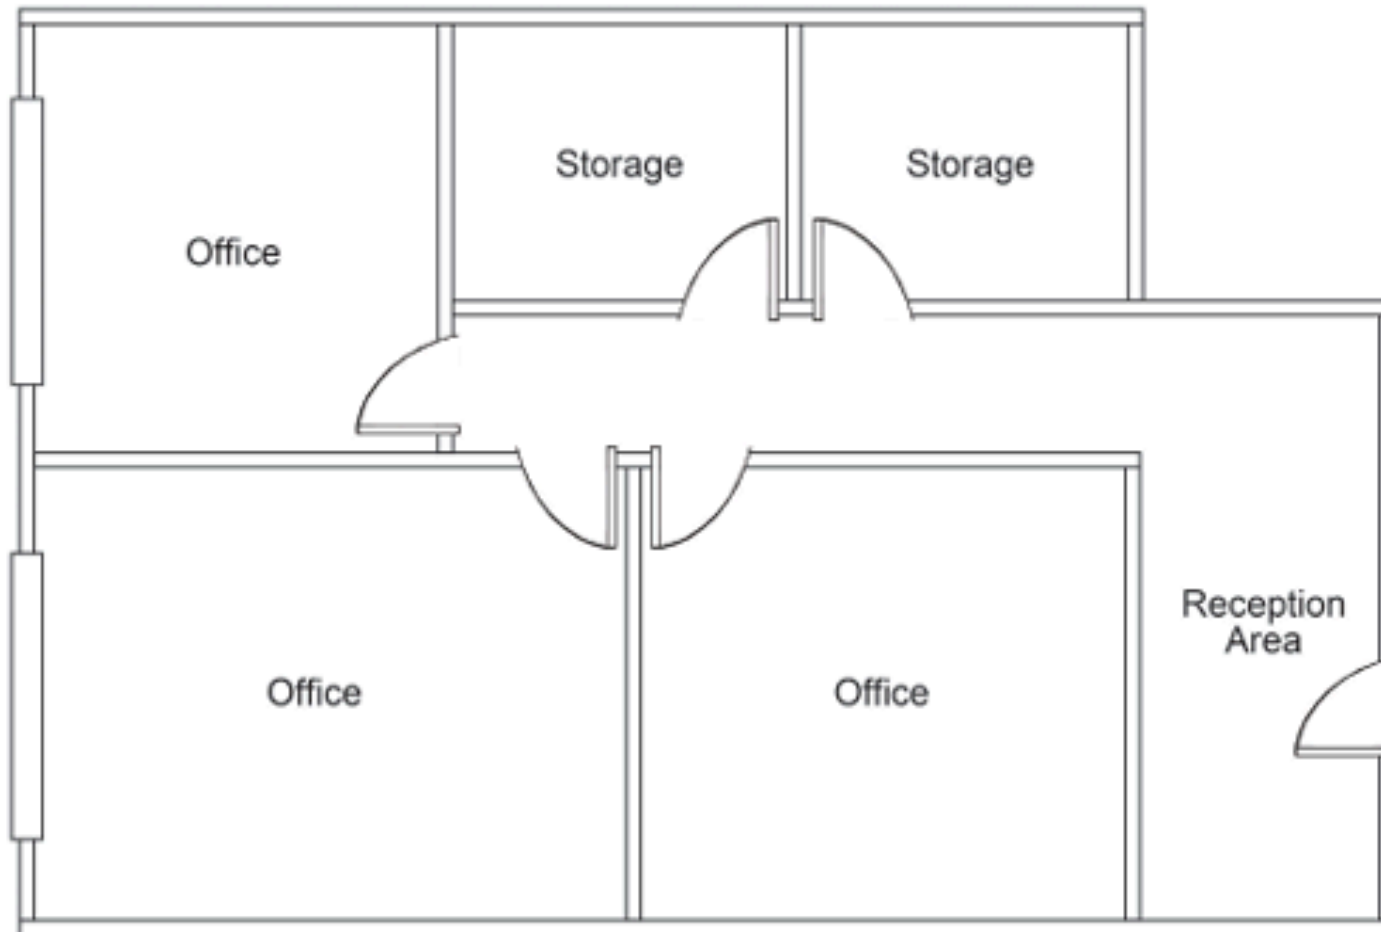 Storage
Storage
Office
Reception
Area
Office
Office